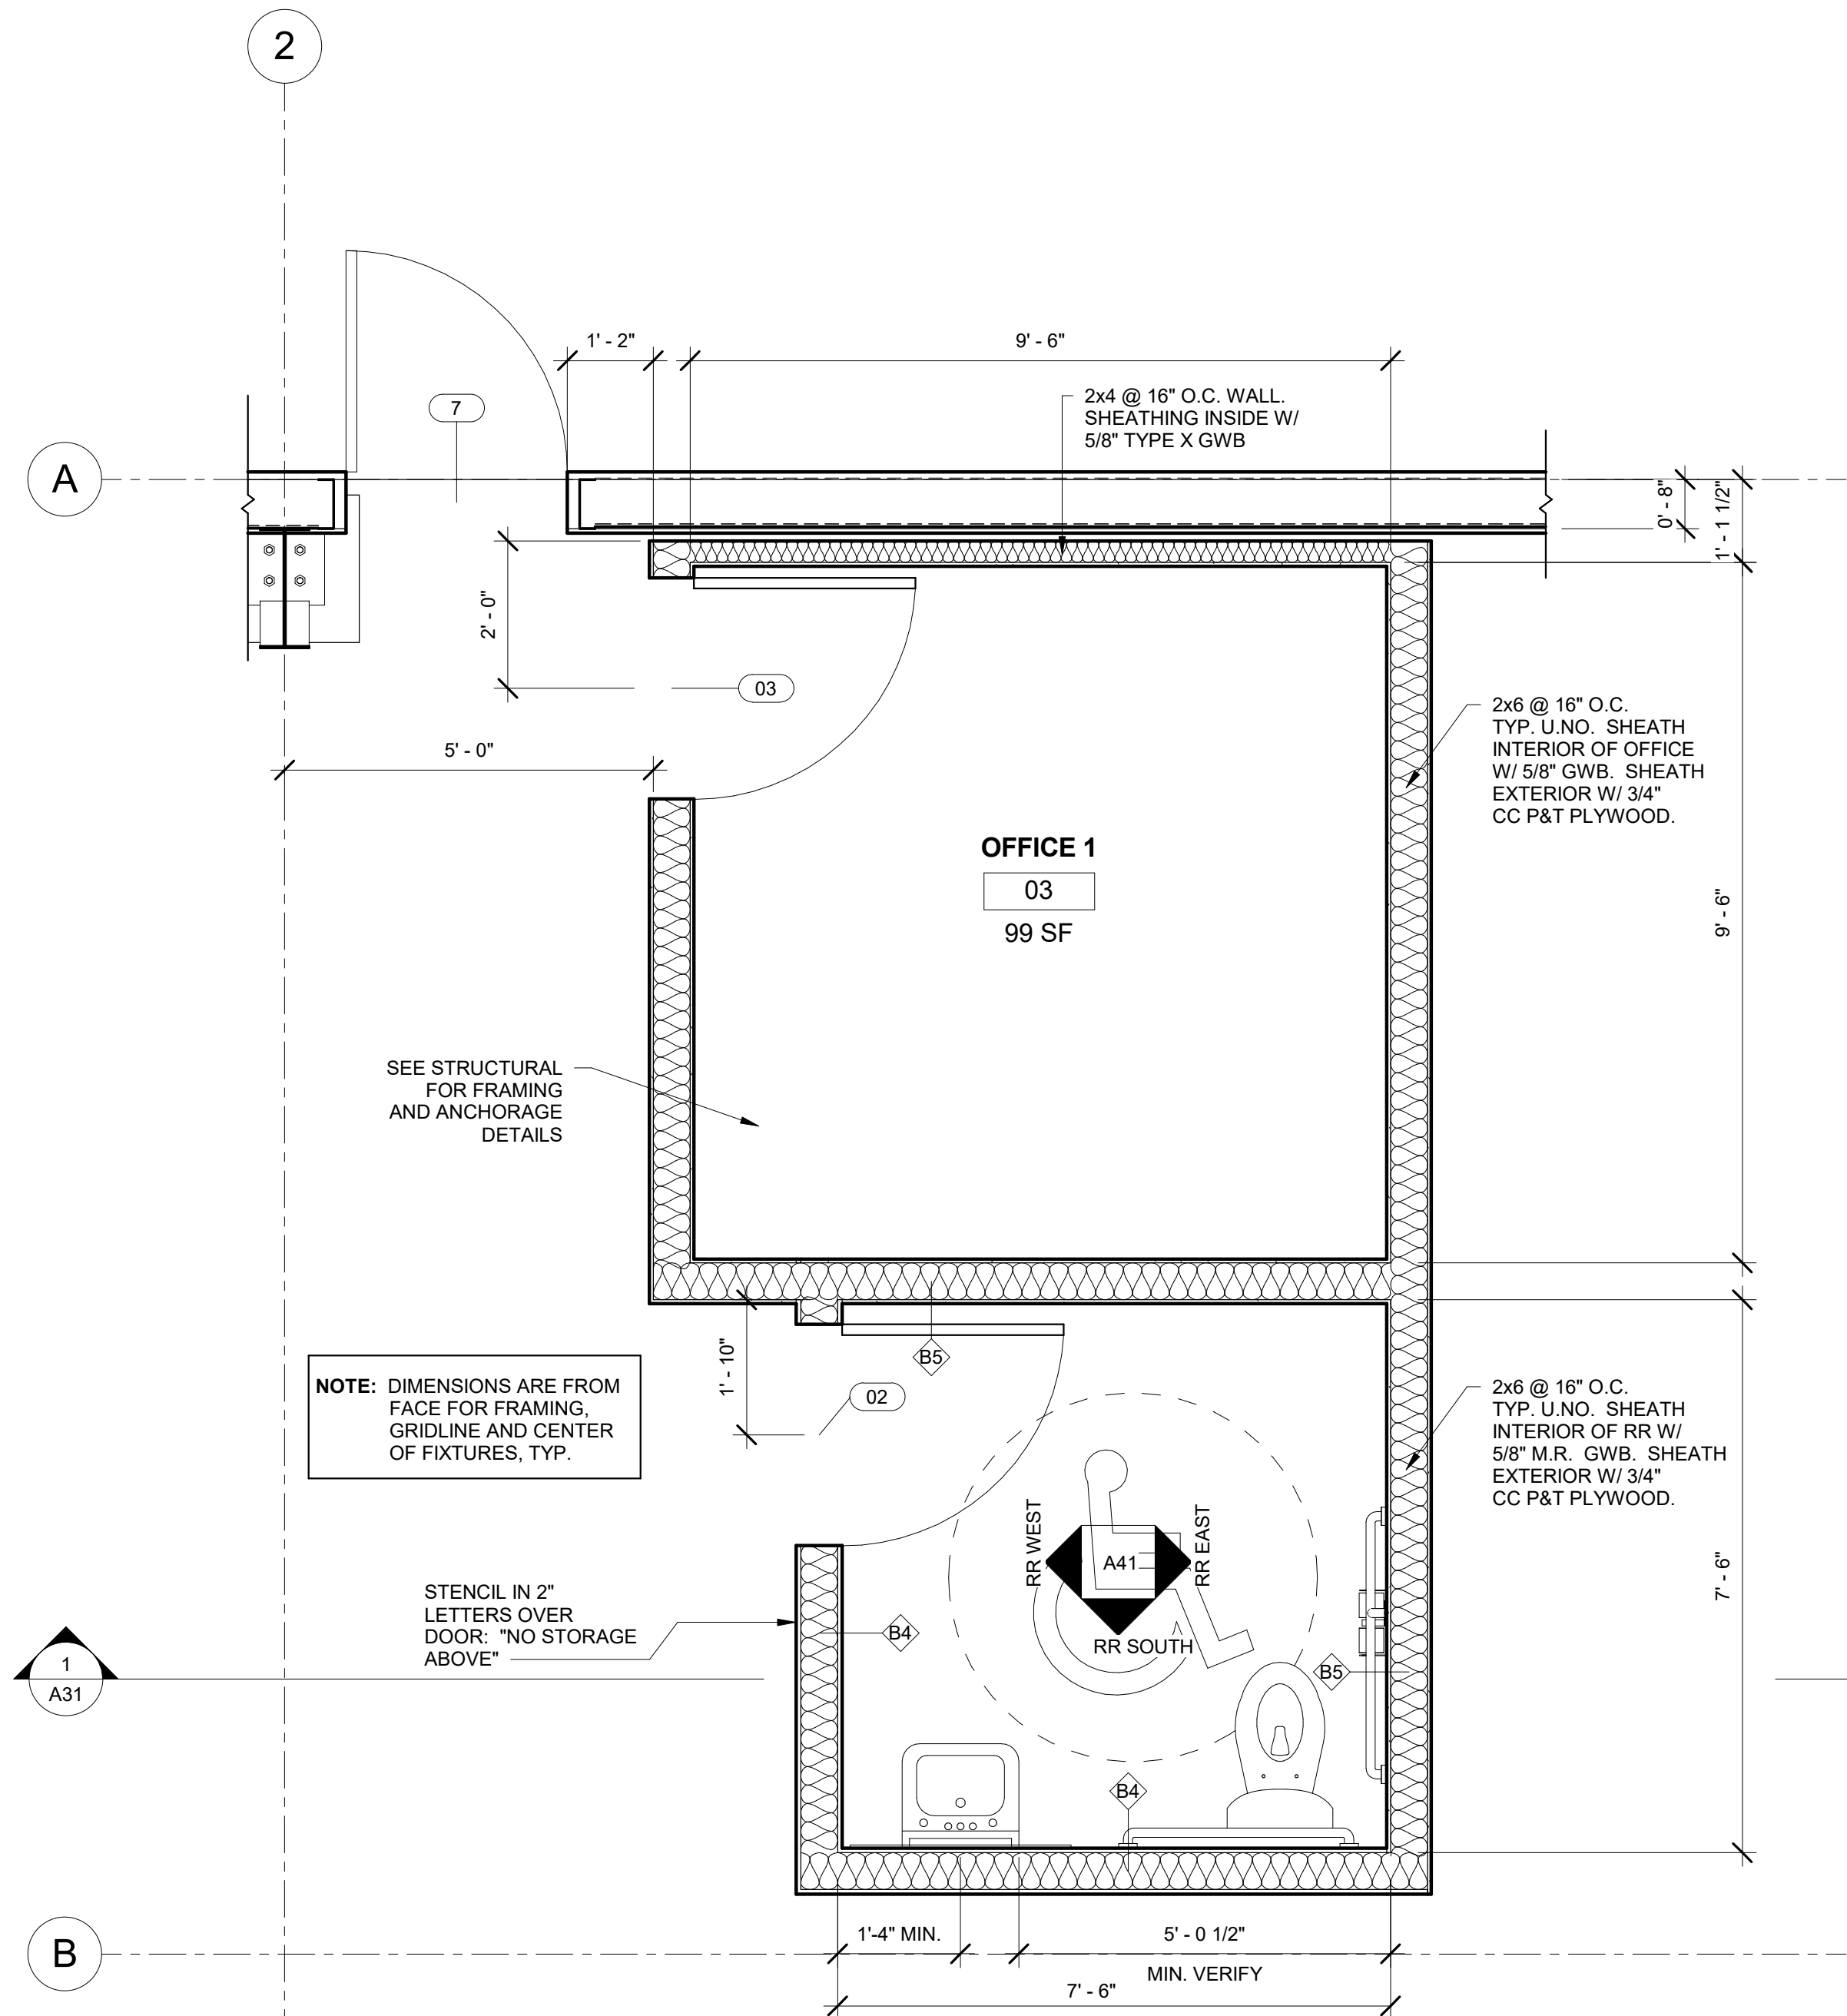 2
1' - 2"
9' - 6"
2x4 @ 16" O.C. WALL.
SHEATHING INSIDE W/
5/8" TYPE X GWB
7
A
0' - 8"
1' - 1 1/2"
2' - 0"
03
5' - 0"
2x6 @ 16" O.C.
TYP. U.NO. SHEATH
INTERIOR OF OFFICE
W/ 5/8" GWB. SHEATH
EXTERIOR W/ 3/4"
CC P&T PLYWOOD.
OFFICE 1
03
99 SF
9' - 6"
SEE STRUCTURAL
FOR FRAMING
AND ANCHORAGE
DETAILS
1' - 10"
B5
02
NOTE: DIMENSIONS ARE FROM
FACE FOR FRAMING,
GRIDLINE AND CENTER
OF FIXTURES, TYP.
2x6 @ 16" O.C.
TYP. U.NO. SHEATH
INTERIOR OF RR W/
5/8" M.R. GWB. SHEATH
EXTERIOR W/ 3/4"
CC P&T PLYWOOD.
RR WEST
A41
RR EAST
RR SOUTH
7' - 6"
STENCIL IN 2"
LETTERS OVER
DOOR: "NO STORAGE
ABOVE"
B4
B5
1
A31
B4
B
1'-4" MIN.
5' - 0 1/2"
MIN. VERIFY
7' - 6"